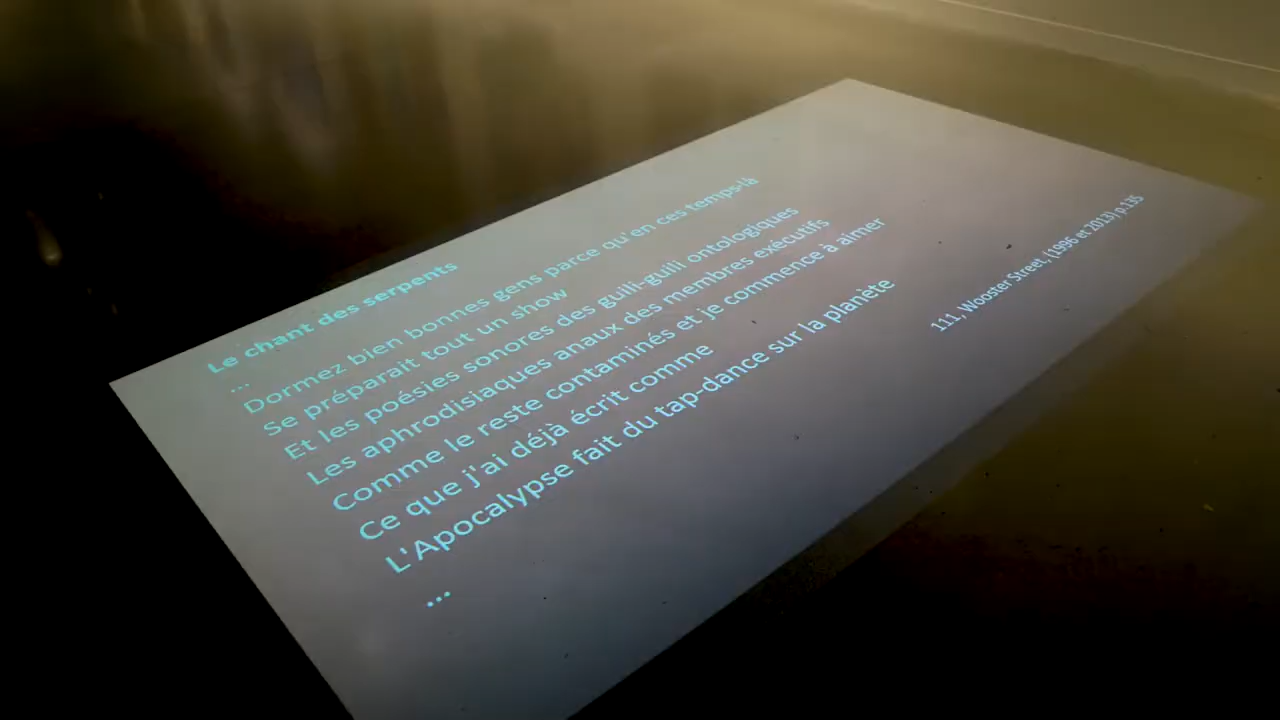 Le chant des serpents
...
Dormez bien bonnes gens parce qu'en ces temps-là
Se préparait tout un show
Et les poésies sonores des guili-guili ontologiques
Les aphrodisiaques anaux des membres exécutifs
Comme le reste contaminés et je commence à aimer
Ce que j'ai déjà écrit comme
L'Apocalypse fait du tap-dance sur la planète
...
111, Wooster Street, (1996 et 2013) p.135